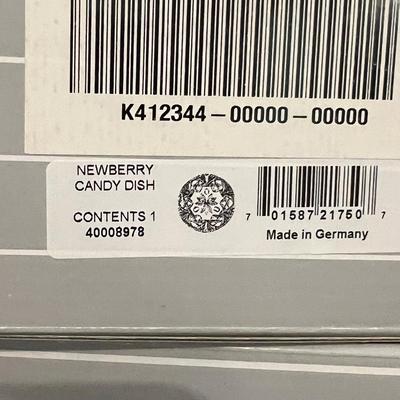 K412344-00000-00000
NEWBERRY
CANDY DISH
CONTENTS 1
40008978
7 01587 21750 7
Made in Germany